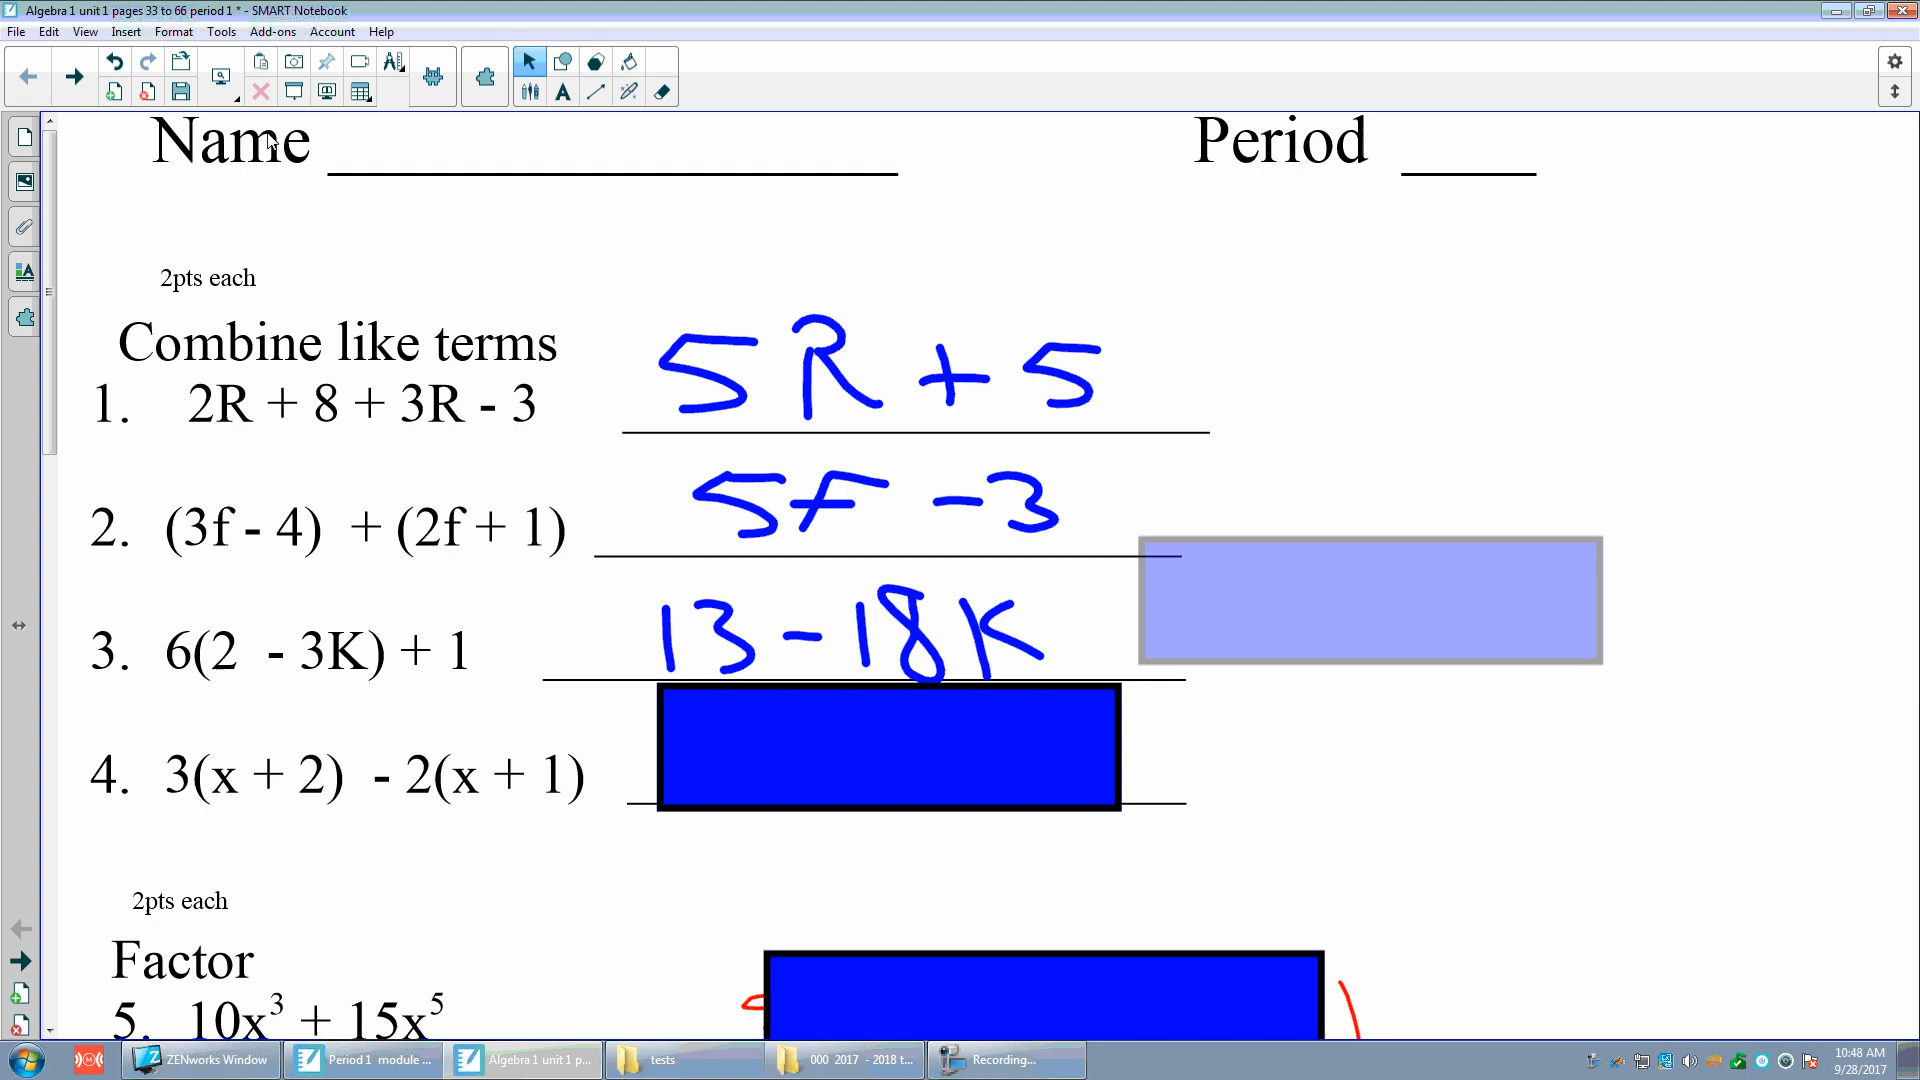 Algebra 1 unit 1 pages 33 to 66 period 1 * - SMART Notebook
File Edit View Insert Format Tools Add-ons Account Help
Name Period
2pts each
Combine like terms
1. 2R + 8 + 3R - 3 5R + 5
2. (3f - 4) + (2f + 1) 5f - 3
3. 6(2 - 3K) + 1 13 - 18K
4. 3(x + 2) - 2(x + 1)
2pts each
Factor
5. 10x³ + 15x⁵
ZENworks Window Period 1 module ... Algebra 1 unit 1 p... tests 000 2017 - 2018 t... Recording... 10:48 AM
9/28/2017